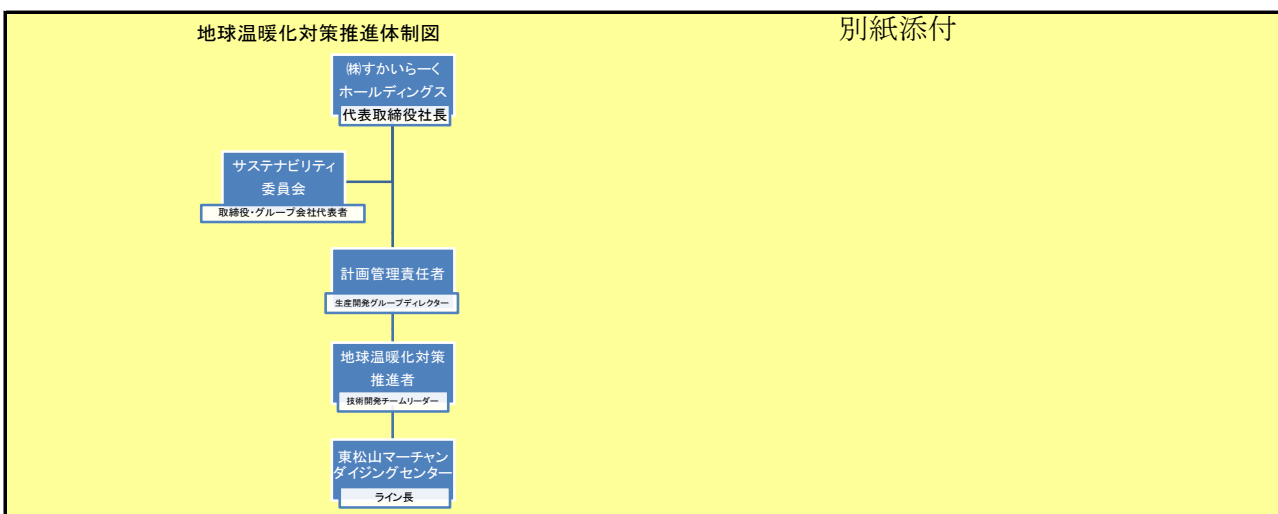 地球温暖化対策推進体制図
別紙添付
㈱すかいらーく
ホールディングス
代表取締役社長
サステナビリティ
委員会
取締役・グループ会社代表者
計画管理責任者
生産開発グループディレクター
地球温暖化対策
推進者
技術開発チームリーダー
東松山マーチャン
ダイジングセンター
ライン長